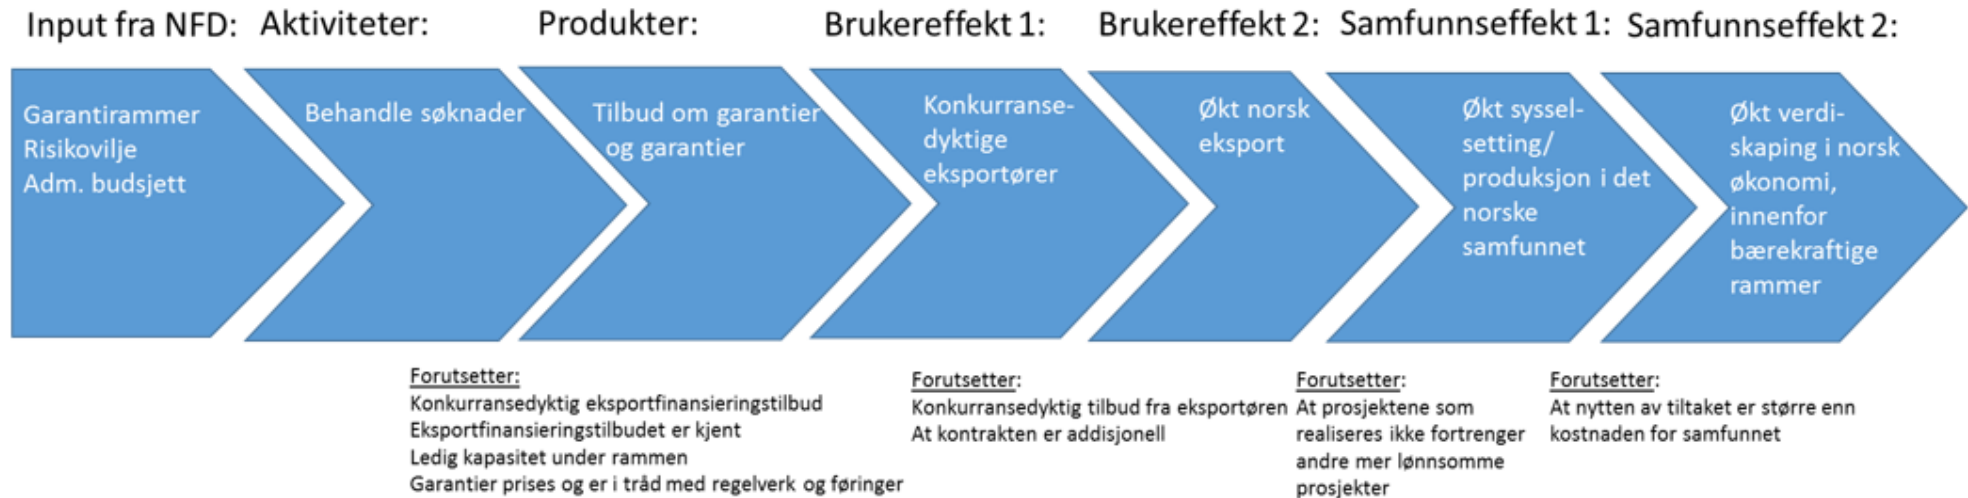 Input fra NFD:
Aktiviteter:
Produkter:
Brukereffekt 1:
Brukereffekt 2:
Samfunnseffekt 1:
Samfunnseffekt 2:
Garantirammer
Risikovilje
Adm. budsjett
Behandle søknader
Tilbud om garantier
og garantier
Konkurranse-
dyktige
eksportører
Økt norsk
eksport
Økt syssel-
setting/
produksjon i det
norske
samfunnet
Økt verdi-
skaping i norsk
økonomi,
innenfor
bærekraftige
rammer
Forutsetter:
Konkurransedyktig eksportfinansieringstilbud
Eksportfinansieringstilbudet er kjent
Ledig kapasitet under rammen
Garantier prises og er i tråd med regelverk og føringer
Forutsetter:
Konkurransedyktig tilbud fra eksportøren
At kontrakten er addisjonell
Forutsetter:
At prosjektene som
realiseres ikke fortrenger
andre mer lønnsomme
prosjekter
Forutsetter:
At nytten av tiltaket er større enn
kostnaden for samfunnet